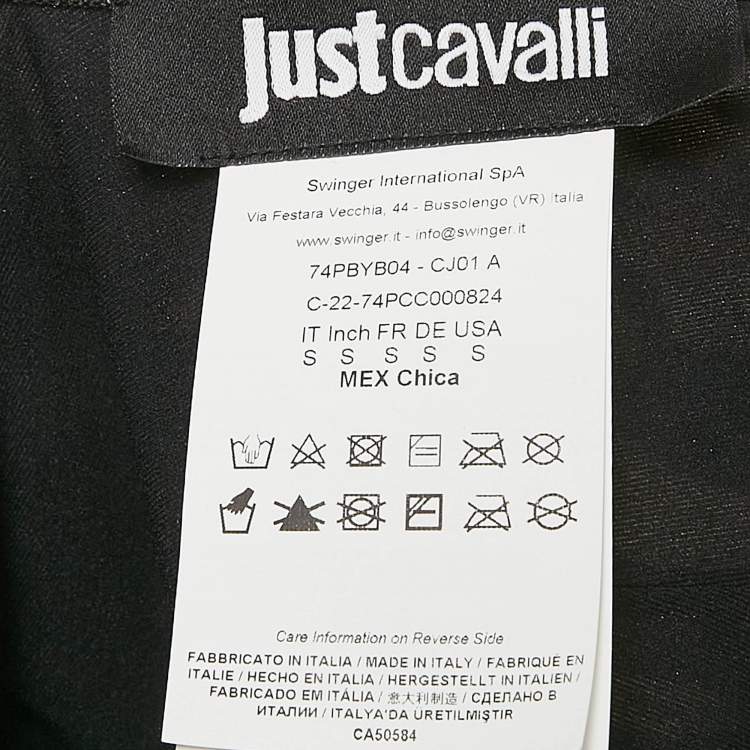 Just cavalli
Swinger International SpA
Via Festara Vecchia, 44 - Bussolengo (VR) Italia
www.swinger.it - info@swinger.it
74PBYB04 - CJ01 A
C-22-74PCC000824
IT Inch FR DE USA
S S S S S
MEX Chica
Care Information on Reverse Side
FABBRICATO IN ITALIA / MADE IN ITALY / FABRIQUÉ EN
ITALIE / HECHO EN ITALIA / HERGESTELLT IN ITALIEN /
FABRICADO EM ITÁLIA / 意大利制造 / СДЕЛАНО В
ИТАЛИИ / ITALYA'DA ÜRETILMIŞTIR
CA50584